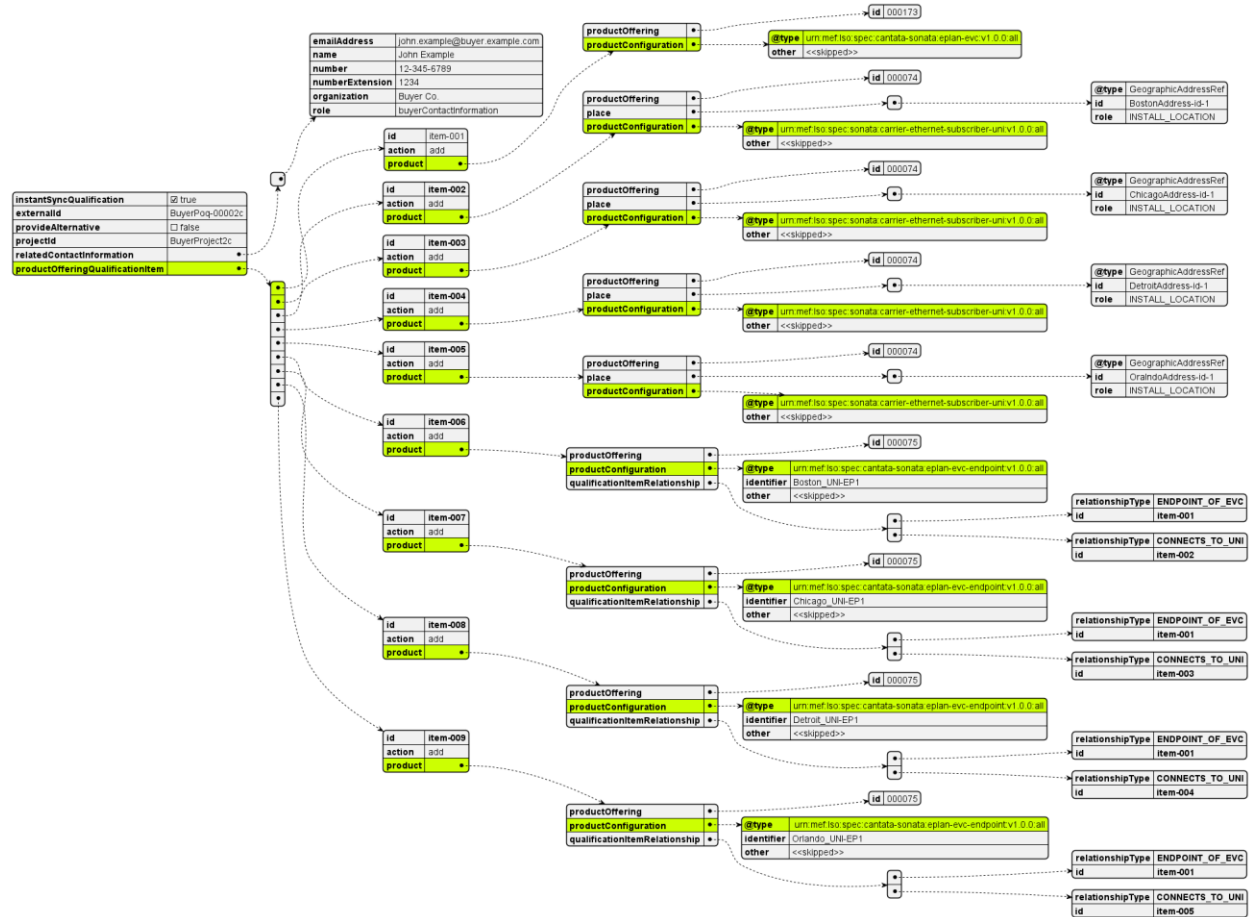 instantSyncQualification ☑ true
externalId BuyerPoq-00002c
provideAlternative ☐ false
projectId BuyerProject2c
relatedContactInformation
productOfferingQualificationItem
emailAddress john.example@buyer.example.com
name John Example
number 12-345-6789
numberExtension 1234
organization Buyer Co.
role buyerContactInformation
id item-001
action add
product
productOffering
productConfiguration
id 000173
@type urn:mef:lso:spec:cantata-sonata:eplan-evc:v1.0.0:all
other <<skipped>>
id item-002
action add
product
productOffering
place
productConfiguration
id 000074
@type urn:mef:lso:spec:sonata:carrier-ethernet-subscriber-uni:v1.0.0:all
other <<skipped>>
@type GeographicAddressRef
id BostonAddress-id-1
role INSTALL_LOCATION
id item-003
action add
product
productOffering
place
productConfiguration
id 000074
@type urn:mef:lso:spec:sonata:carrier-ethernet-subscriber-uni:v1.0.0:all
other <<skipped>>
@type GeographicAddressRef
id ChicagoAddress-id-1
role INSTALL_LOCATION
id item-004
action add
product
productOffering
place
productConfiguration
id 000074
@type urn:mef:lso:spec:sonata:carrier-ethernet-subscriber-uni:v1.0.0:all
other <<skipped>>
@type GeographicAddressRef
id DetroitAddress-id-1
role INSTALL_LOCATION
id item-005
action add
product
productOffering
place
productConfiguration
id 000074
@type urn:mef:lso:spec:sonata:carrier-ethernet-subscriber-uni:v1.0.0:all
other <<skipped>>
@type GeographicAddressRef
id OralndoAddress-id-1
role INSTALL_LOCATION
id item-006
action add
product
productOffering
productConfiguration
qualificationItemRelationship
id 000075
@type urn:mef:lso:spec:cantata-sonata:eplan-evc-endpoint:v1.0.0:all
identifier Boston_UNI-EP1
other <<skipped>>
relationshipType ENDPOINT_OF_EVC
id item-001
relationshipType CONNECTS_TO_UNI
id item-002
id item-007
action add
product
productOffering
productConfiguration
qualificationItemRelationship
id 000075
@type urn:mef:lso:spec:cantata-sonata:eplan-evc-endpoint:v1.0.0:all
identifier Chicago_UNI-EP1
other <<skipped>>
relationshipType ENDPOINT_OF_EVC
id item-001
relationshipType CONNECTS_TO_UNI
id item-003
id item-008
action add
product
productOffering
productConfiguration
qualificationItemRelationship
id 000075
@type urn:mef:lso:spec:cantata-sonata:eplan-evc-endpoint:v1.0.0:all
identifier Detroit_UNI-EP1
other <<skipped>>
relationshipType ENDPOINT_OF_EVC
id item-001
relationshipType CONNECTS_TO_UNI
id item-004
id item-009
action add
product
productOffering
productConfiguration
qualificationItemRelationship
id 000075
@type urn:mef:lso:spec:cantata-sonata:eplan-evc-endpoint:v1.0.0:all
identifier Orlando_UNI-EP1
other <<skipped>>
relationshipType ENDPOINT_OF_EVC
id item-001
relationshipType CONNECTS_TO_UNI
id item-005